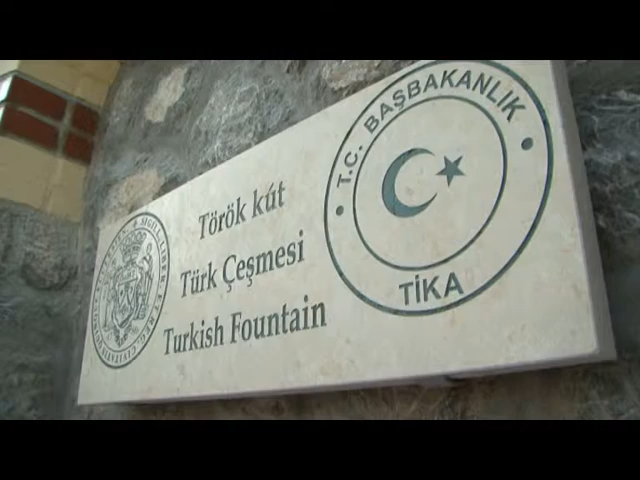 Török kút
Türk Çeşmesi
Turkish Fountain
T.C. BAŞBAKANLIK
TİKA